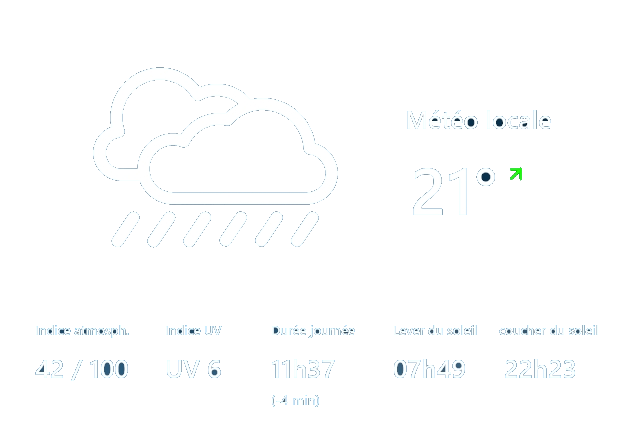 Météo locale
21°
Indice atmosph.
Indice UV
Durée journée
Lever du soleil
coucher du soleil
42 / 100
UV 6
11h37
07h49
22h23
(-4 min)